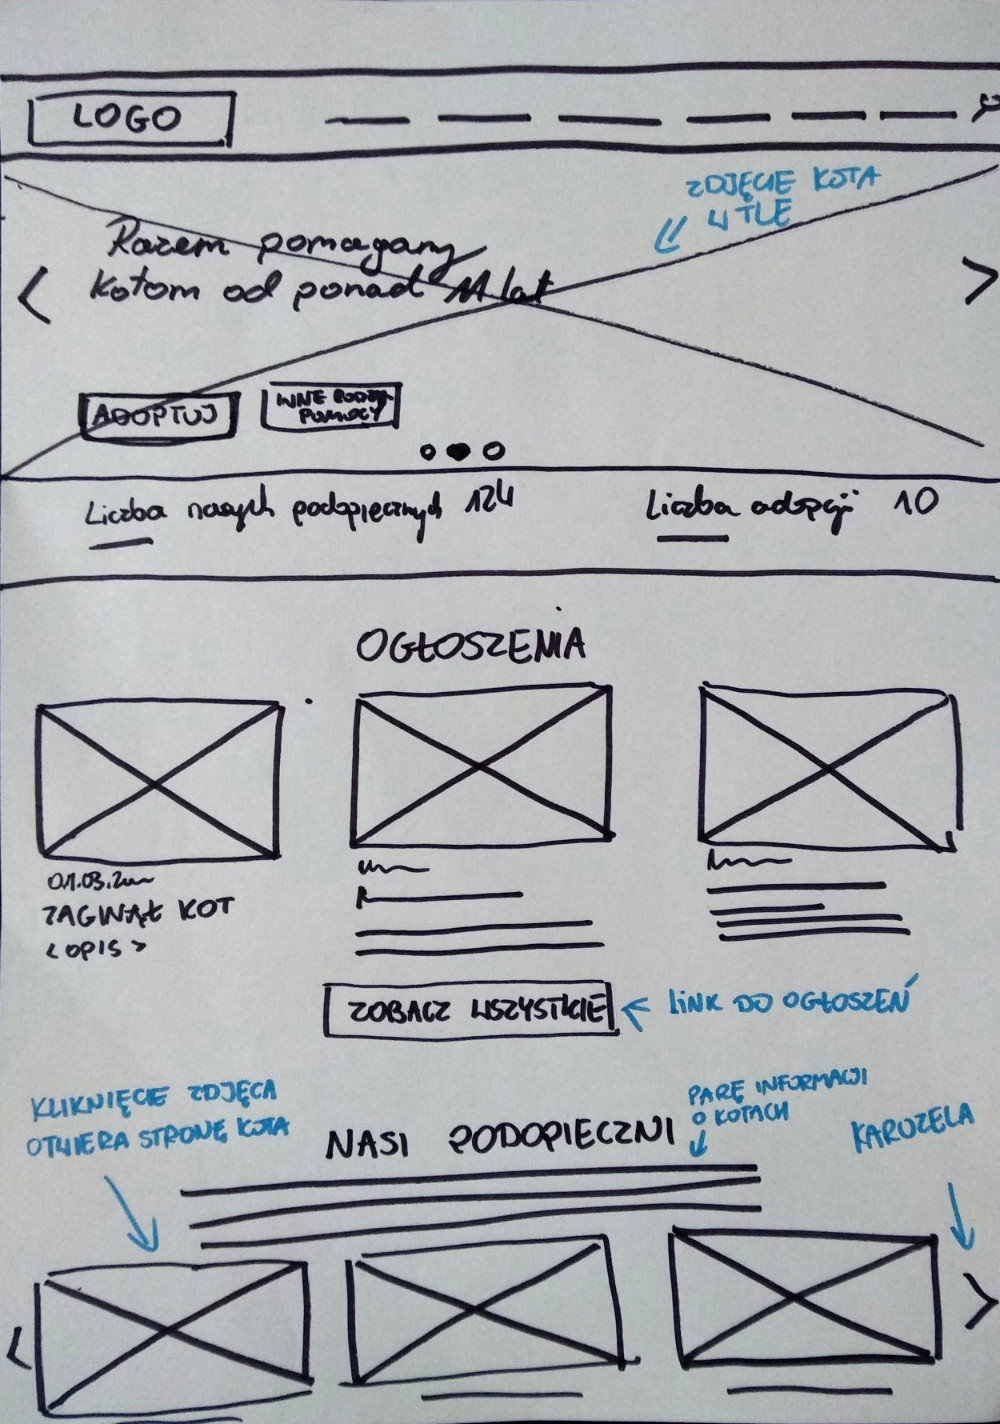 LOGO
ZDJĘCIE KOTA
W TLE
Razem pomagamy
kotom od ponad 11 lat
ADOPTUJ
INNE RODZAJE
POMOCY
Liczba naszych podopiecznych 124
Liczba adopcji 10
OGŁOSZENIA
01.03.2
ZAGINĄŁ KOT
<OPIS>
ZOBACZ WSZYSTKIE
LINK DO OGŁOSZEŃ
KLIKNIĘCIE ZDJĘCA
OTWIERA STRONĘ KOTA
PARĘ INFORMACJI
O KOTACH
KARUZELA
NASI PODOPIECZNI